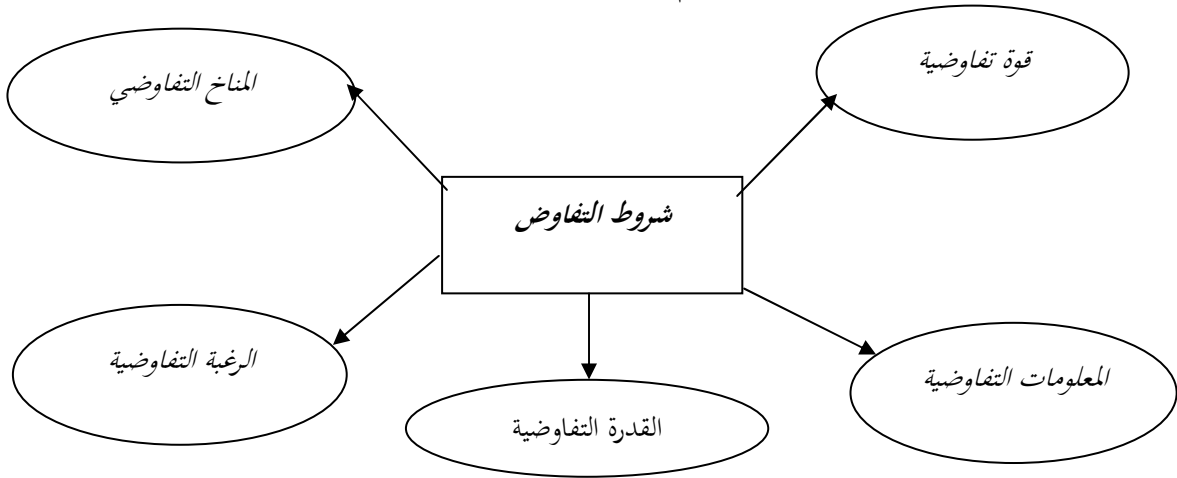 قوة تفاوضية
المناخ التفاوضي
شروط التفاوض
المعلومات التفاوضية
الرغبة التفاوضية
القدرة التفاوضية